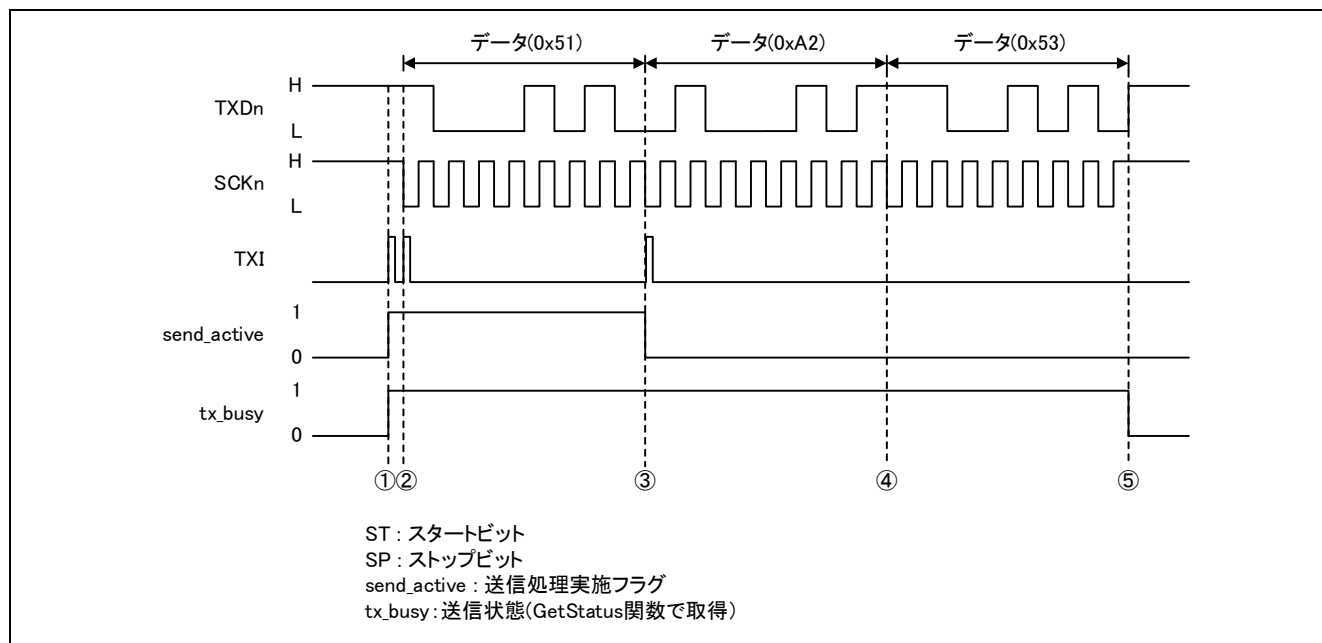 データ(0x51) データ(0xA2) データ(0x53)
H
TXDn
L
H
SCKn
L
TXI
1
send_active
0
1
tx_busy
0
①② ③ ④ ⑤
ST : スタートビット
SP : ストップビット
send_active : 送信処理実施フラグ
tx_busy : 送信状態(GetStatus関数で取得)